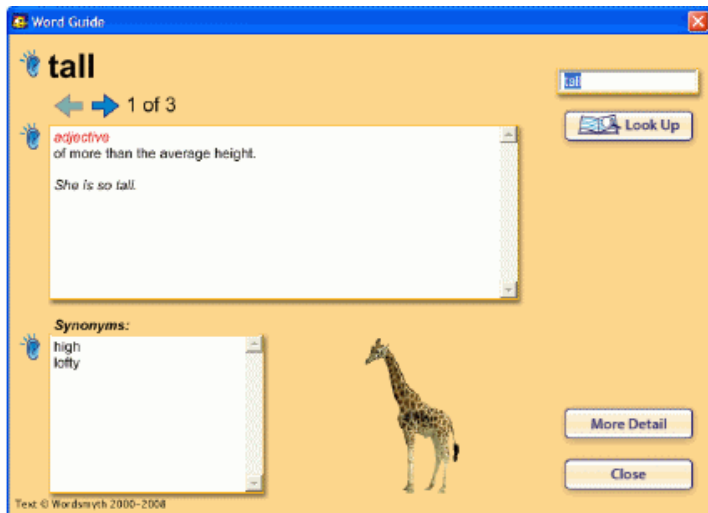 Word Guide
tall
tall
1 of 3
Look Up
adjective
of more than the average height.
She is so tall.
Synonyms:
high
lofty
More Detail
Close
Text © Wordsmyth 2000-2008